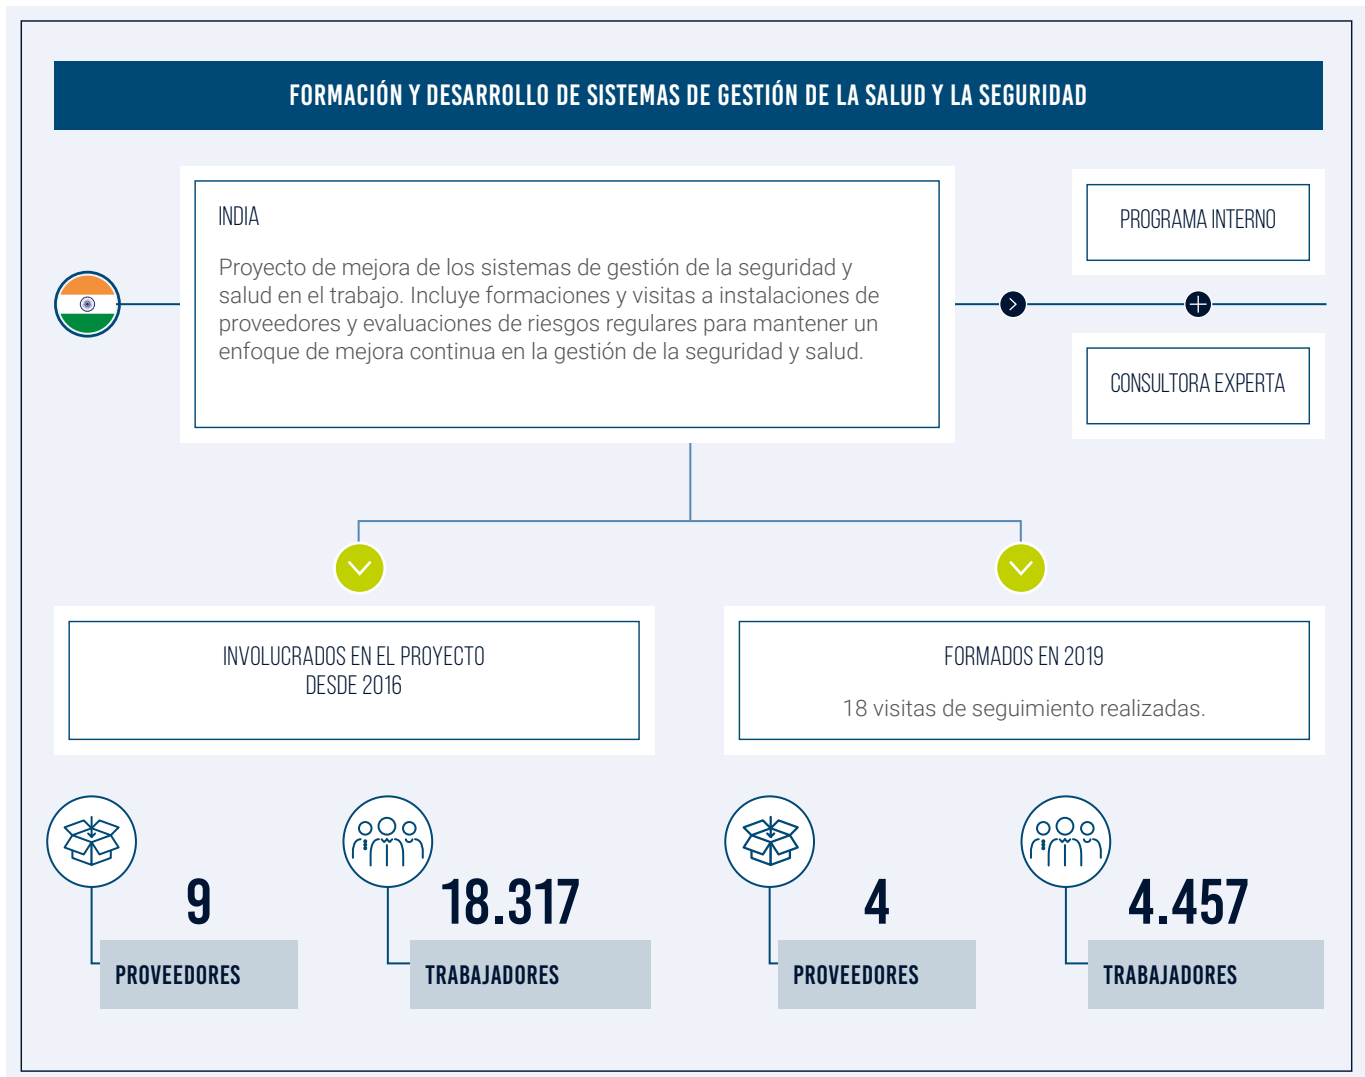 FORMACIÓN Y DESARROLLO DE SISTEMAS DE GESTIÓN DE LA SALUD Y LA SEGURIDAD
INDIA
Proyecto de mejora de los sistemas de gestión de la seguridad y
salud en el trabajo. Incluye formaciones y visitas a instalaciones de
proveedores y evaluaciones de riesgos regulares para mantener un
enfoque de mejora continua en la gestión de la seguridad y salud.
PROGRAMA INTERNO
CONSULTORA EXPERTA
INVOLUCRADOS EN EL PROYECTO
DESDE 2016
FORMADOS EN 2019
18 visitas de seguimiento realizadas.
9
PROVEEDORES
18.317
TRABAJADORES
4
PROVEEDORES
4.457
TRABAJADORES